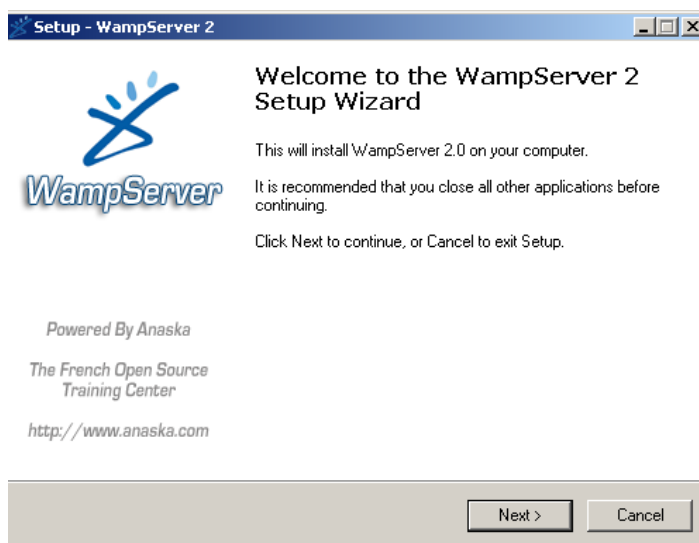 Setup - WampServer 2
Welcome to the WampServer 2
Setup Wizard
This will install WampServer 2.0 on your computer.
It is recommended that you close all other applications before
continuing.
Click Next to continue, or Cancel to exit Setup.
WampServer
Powered By Anaska
The French Open Source
Training Center
http://www.anaska.com
Next >
Cancel